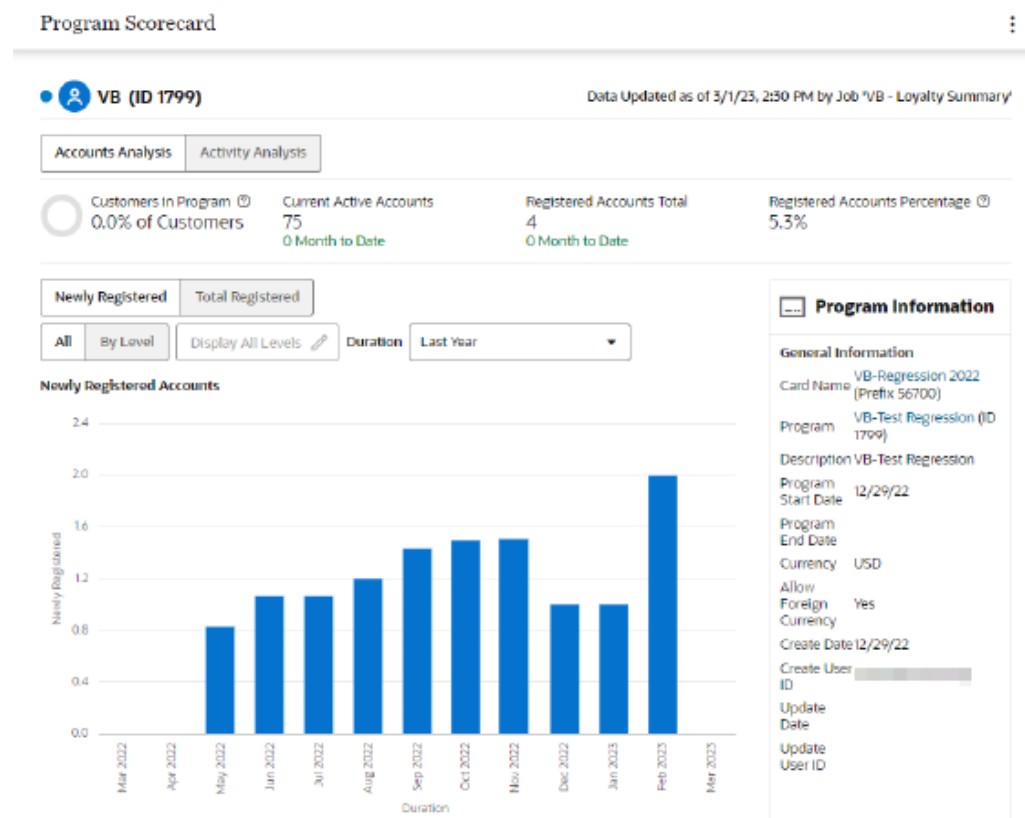 Program Scorecard
VB (ID 1799)
Data Updated as of 3/1/23, 2:30 PM by Job 'VB - Loyalty Summary'
Accounts Analysis
Activity Analysis
Customers in Program
0.0% of Customers
Current Active Accounts
75
0 Month to Date
Registered Accounts Total
4
0 Month to Date
Registered Accounts Percentage
5.3%
Newly Registered
Total Registered
All
By Level
Display All Levels
Duration
Last Year
Newly Registered Accounts
2.4
2.0
1.6
1.2
0.8
0.4
0.0
Newly Registered
Mar 2022
Apr 2022
May 2022
Jun 2022
Jul 2022
Aug 2022
Sep 2022
Oct 2022
Nov 2022
Dec 2022
Jan 2023
Feb 2023
Mar 2023
Duration
Program Information
General Information
Card Name
VB-Regression 2022
(Prefix 56700)
Program
VB-Test Regression (ID
1799)
Description VB-Test Regression
Program
Start Date
12/29/22
Program
End Date
Currency USD
Allow
Foreign
Currency
Yes
Create Date 12/29/22
Create User
ID
Update
Date
Update
User ID